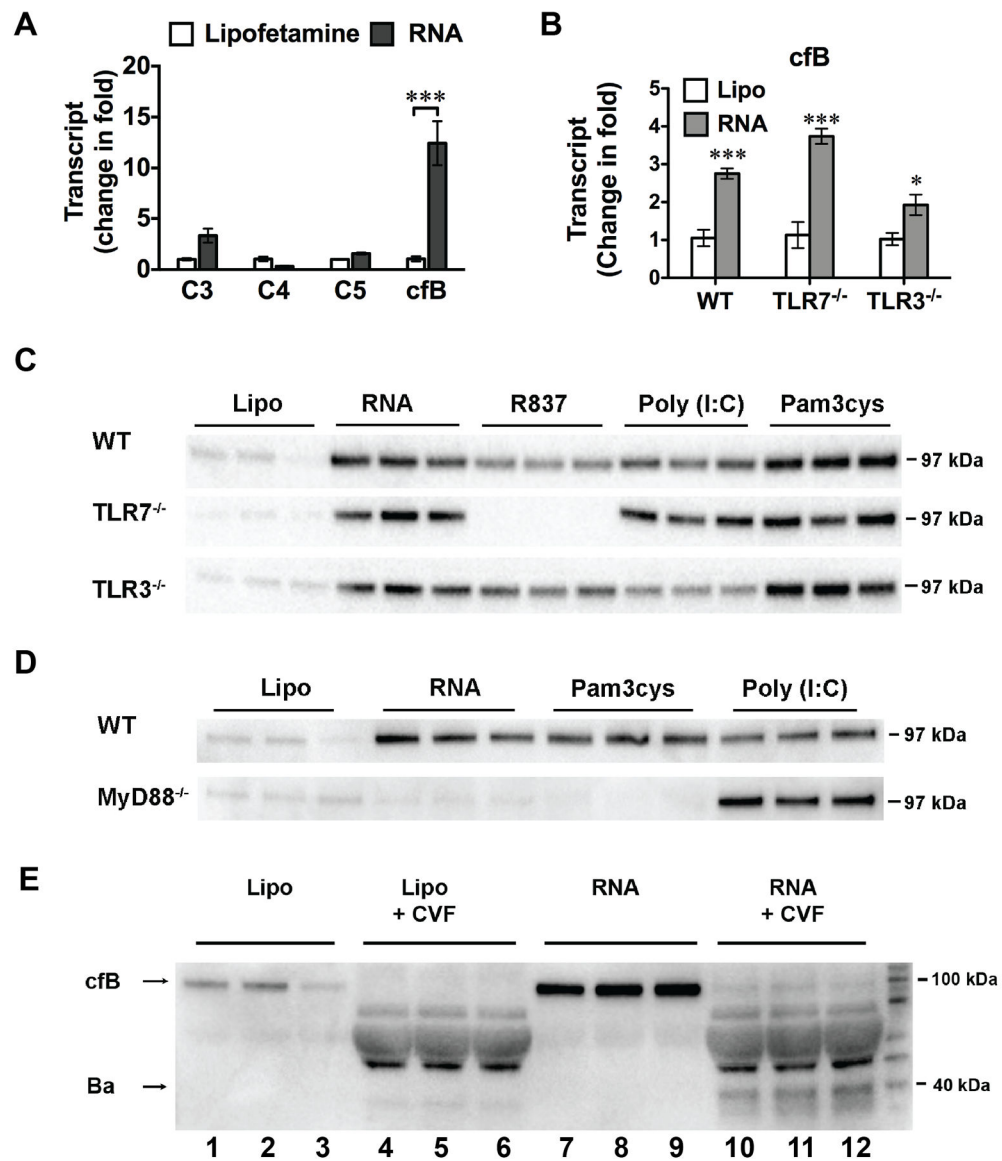 A
Lipofetamine RNA
Transcript
(change in fold)
20
15
10
5
0
***
C3 C4 C5 cfB
B
cfB
Lipo
RNA
Transcript
(Change in fold)
5
4
3
2
1
0
***
***
*
WT TLR7-/- TLR3-/-
C
Lipo RNA R837 Poly (I:C) Pam3cys
WT
97 kDa
TLR7-/-
97 kDa
TLR3-/-
97 kDa
D
Lipo RNA Pam3cys Poly (I:C)
WT
97 kDa
MyD88-/-
97 kDa
E
Lipo Lipo RNA RNA
+ CVF + CVF
cfB
100 kDa
Ba
40 kDa
1 2 3 4 5 6 7 8 9 10 11 12